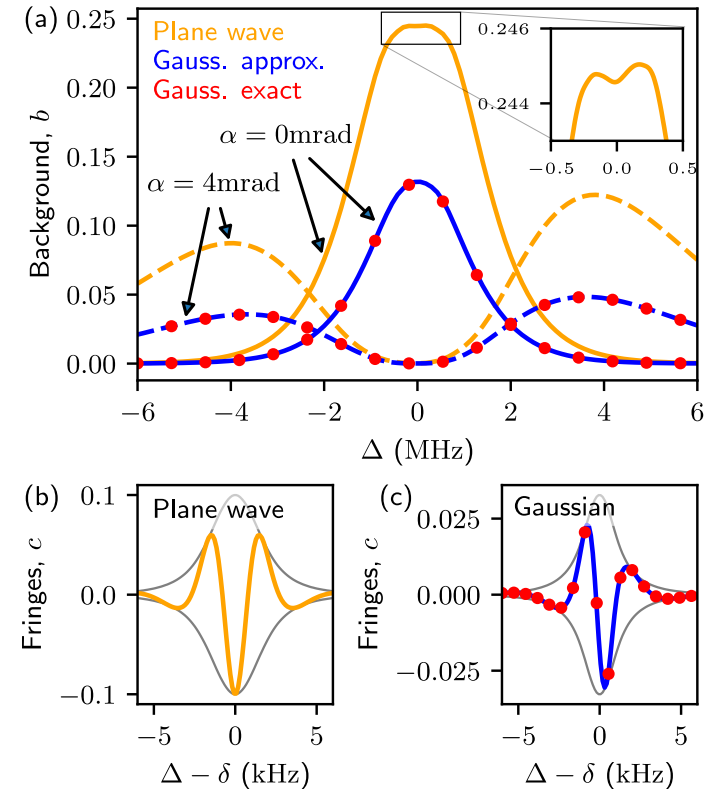 (a)
Plane wave
Gauss. approx.
Gauss. exact
α = 0mrad
α = 4mrad
0.246
0.244
−0.5 0.0 0.5
Background, b
0.25
0.20
0.15
0.10
0.05
0.00
−6 −4 −2 0 2 4 6
Δ (MHz)
(b)
Plane wave
Fringes, c
0.1
0.0
−0.1
−5 0 5
Δ − δ (kHz)
(c)
Gaussian
Fringes, c
0.025
0.000
−0.025
−5 0 5
Δ − δ (kHz)